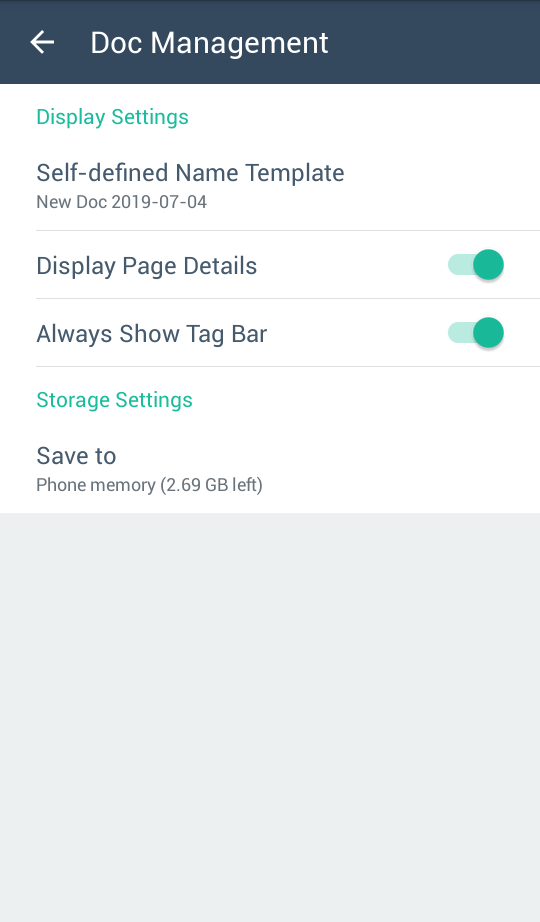 Doc Management
Display Settings
Self-defined Name Template
New Doc 2019-07-04
Display Page Details
Always Show Tag Bar
Storage Settings
Save to
Phone memory (2.69 GB left)